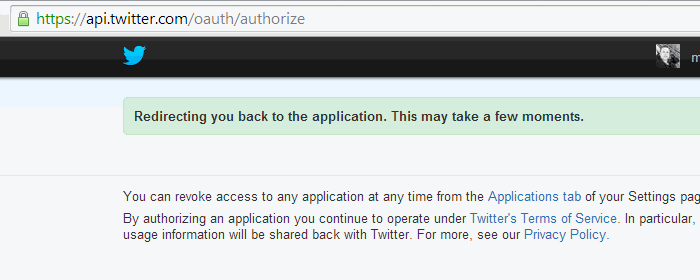 https://api.twitter.com/oauth/authorize
m
Redirecting you back to the application. This may take a few moments.
You can revoke access to any application at any time from the Applications tab of your Settings pag
By authorizing an application you continue to operate under Twitter's Terms of Service. In particular,
usage information will be shared back with Twitter. For more, see our Privacy Policy.